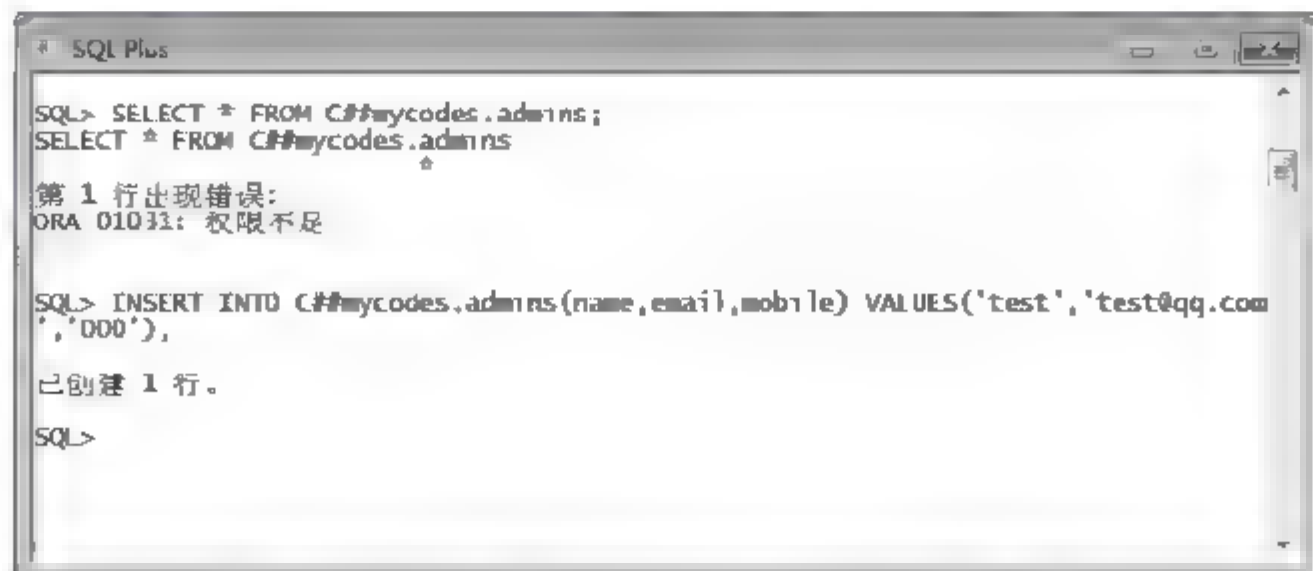 SQL Plus
SQL> SELECT * FROM C##mycodes.admins;
SELECT * FROM C##mycodes.admins
*
第 1 行出现错误:
ORA 01031: 权限不足
SQL> INSERT INTO C##mycodes.admins(name,email,mobile) VALUES('test','test@qq.com
','000');
已创建 1 行。
SQL>